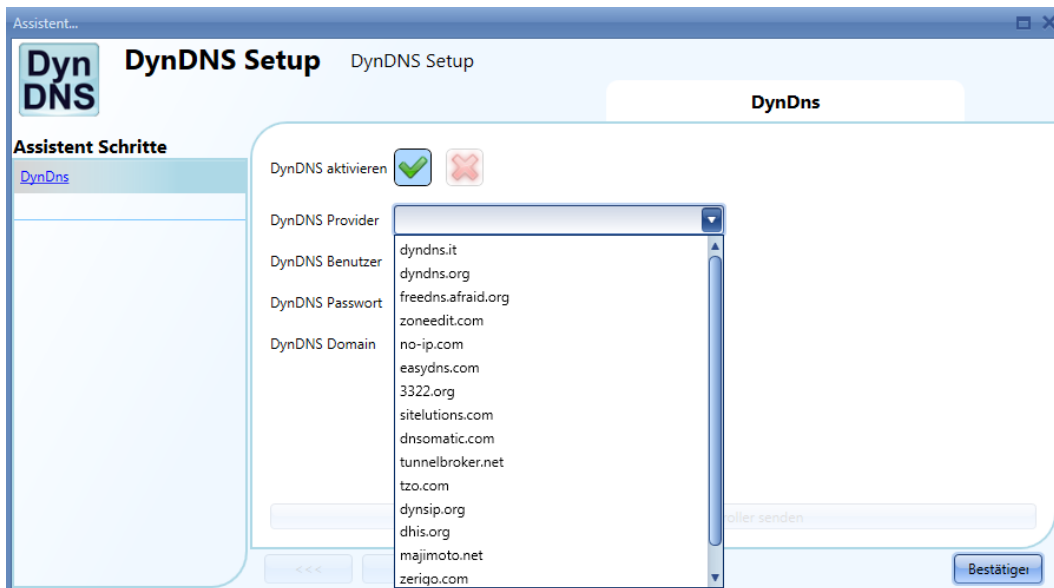 Assistent...
Dyn
DNS
DynDNS Setup
DynDNS Setup
DynDns
Assistent Schritte
DynDns
DynDNS aktivieren
DynDNS Provider
DynDNS Benutzer
DynDNS Passwort
DynDNS Domain
dyndns.it
dyndns.org
freedns.afraid.org
zoneedit.com
no-ip.com
easydns.com
3322.org
sitelutions.com
dnsomatic.com
tunnelbroker.net
tzo.com
dynsip.org
dhis.org
majimoto.net
zerigo.com
roller senden
<<<
Bestätiger